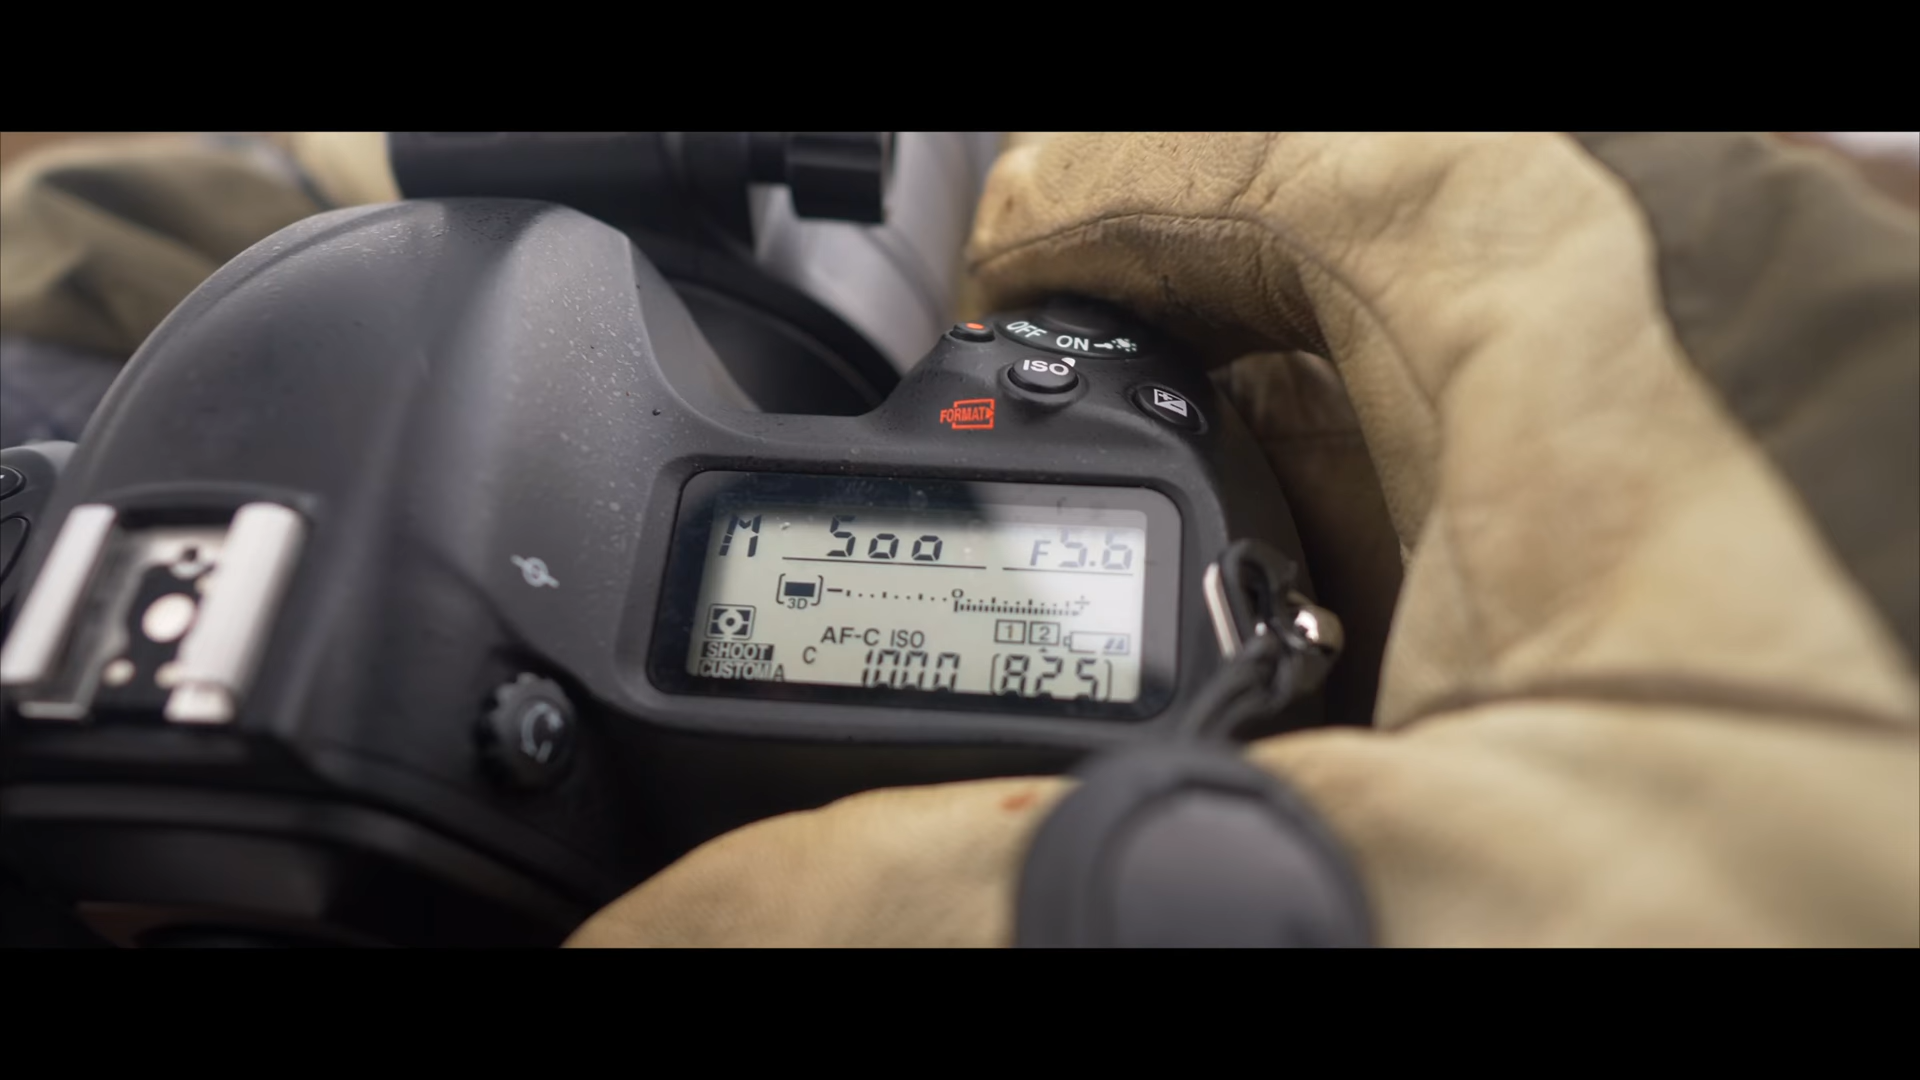 OFF ON
ISO
FORMAT
M 500 F5.6
3D
1 2
AF-C ISO
SHOOT
C
CUSTOM A
1000 [825]